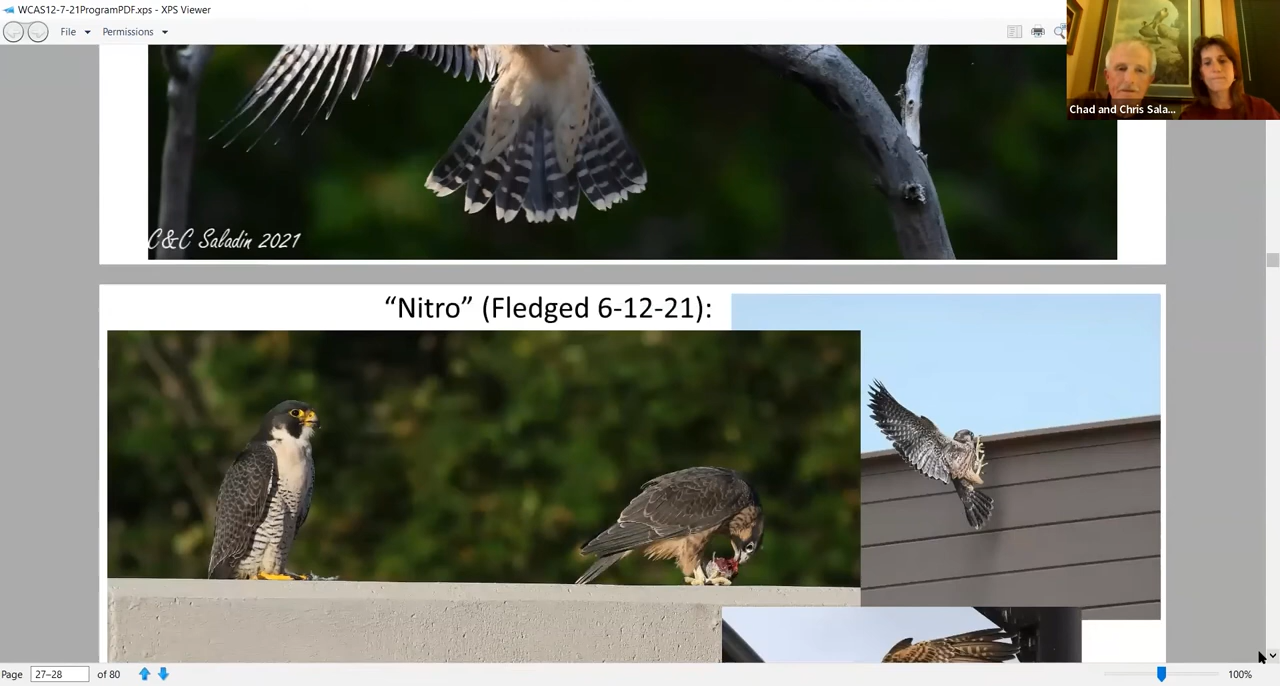 WCAS12-7-21ProgramPDF.xps - XPS Viewer
File Permissions
Chad and Chris Sala...
C&C Saladin 2021
“Nitro” (Fledged 6-12-21):
Page 27–28 of 80 100%